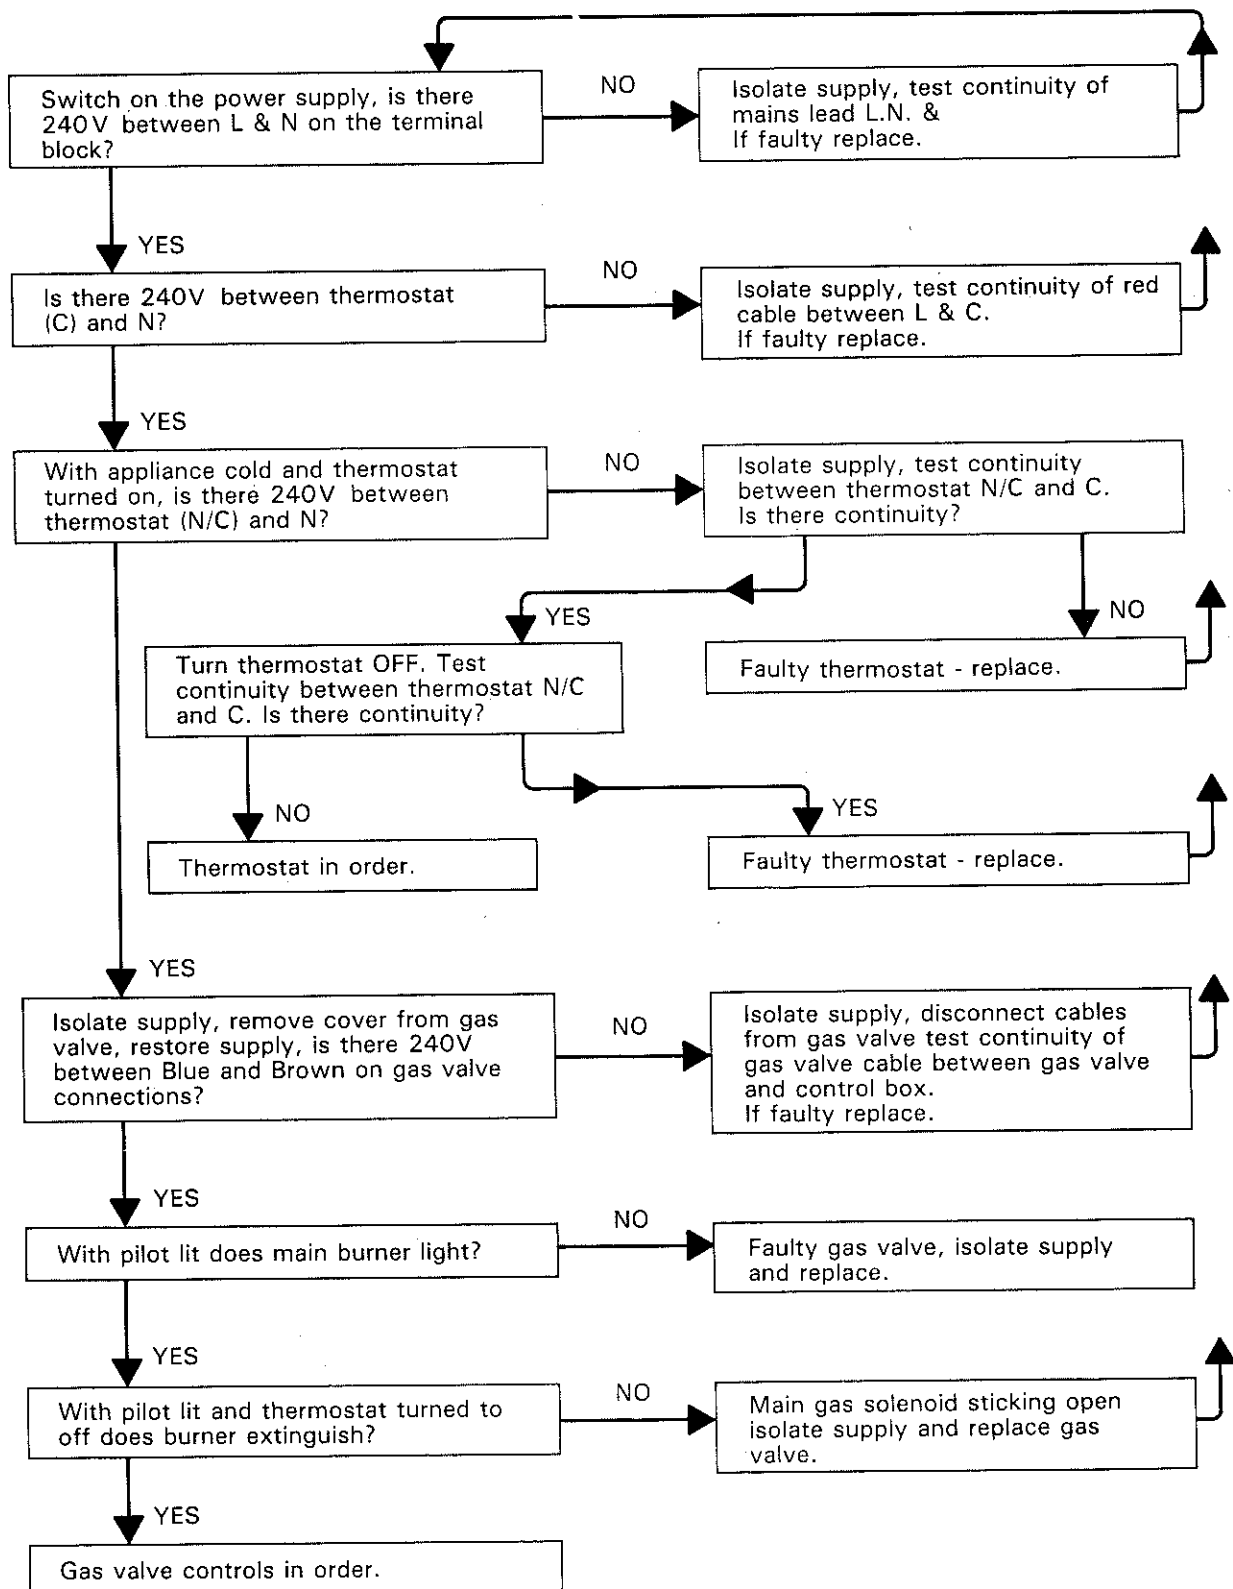 Switch on the power supply, is there
240V between L & N on the terminal
block?
NO
Isolate supply, test continuity of
mains lead L.N. &
If faulty replace.
YES
Is there 240V between thermostat
(C) and N?
NO
Isolate supply, test continuity of red
cable between L & C.
If faulty replace.
YES
With appliance cold and thermostat
turned on, is there 240V between
thermostat (N/C) and N?
NO
Isolate supply, test continuity
between thermostat N/C and C.
Is there continuity?
YES
NO
Turn thermostat OFF. Test
continuity between thermostat N/C
and C. Is there continuity?
Faulty thermostat - replace.
NO
YES
Thermostat in order.
Faulty thermostat - replace.
YES
Isolate supply, remove cover from gas
valve, restore supply, is there 240V
between Blue and Brown on gas valve
connections?
NO
Isolate supply, disconnect cables
from gas valve test continuity of
gas valve cable between gas valve
and control box.
If faulty replace.
YES
With pilot lit does main burner light?
NO
Faulty gas valve, isolate supply
and replace.
YES
With pilot lit and thermostat turned to
off does burner extinguish?
NO
Main gas solenoid sticking open
isolate supply and replace gas
valve.
YES
Gas valve controls in order.